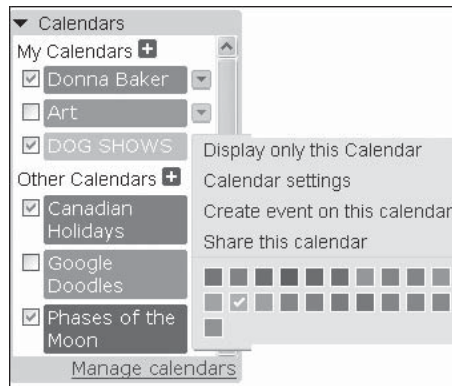 Calendars
My Calendars
Donna Baker
Art
DOG SHOWS
Other Calendars
Canadian
Holidays
Google
Doodles
Phases of the
Moon
Manage calendars
Display only this Calendar
Calendar settings
Create event on this calendar
Share this calendar